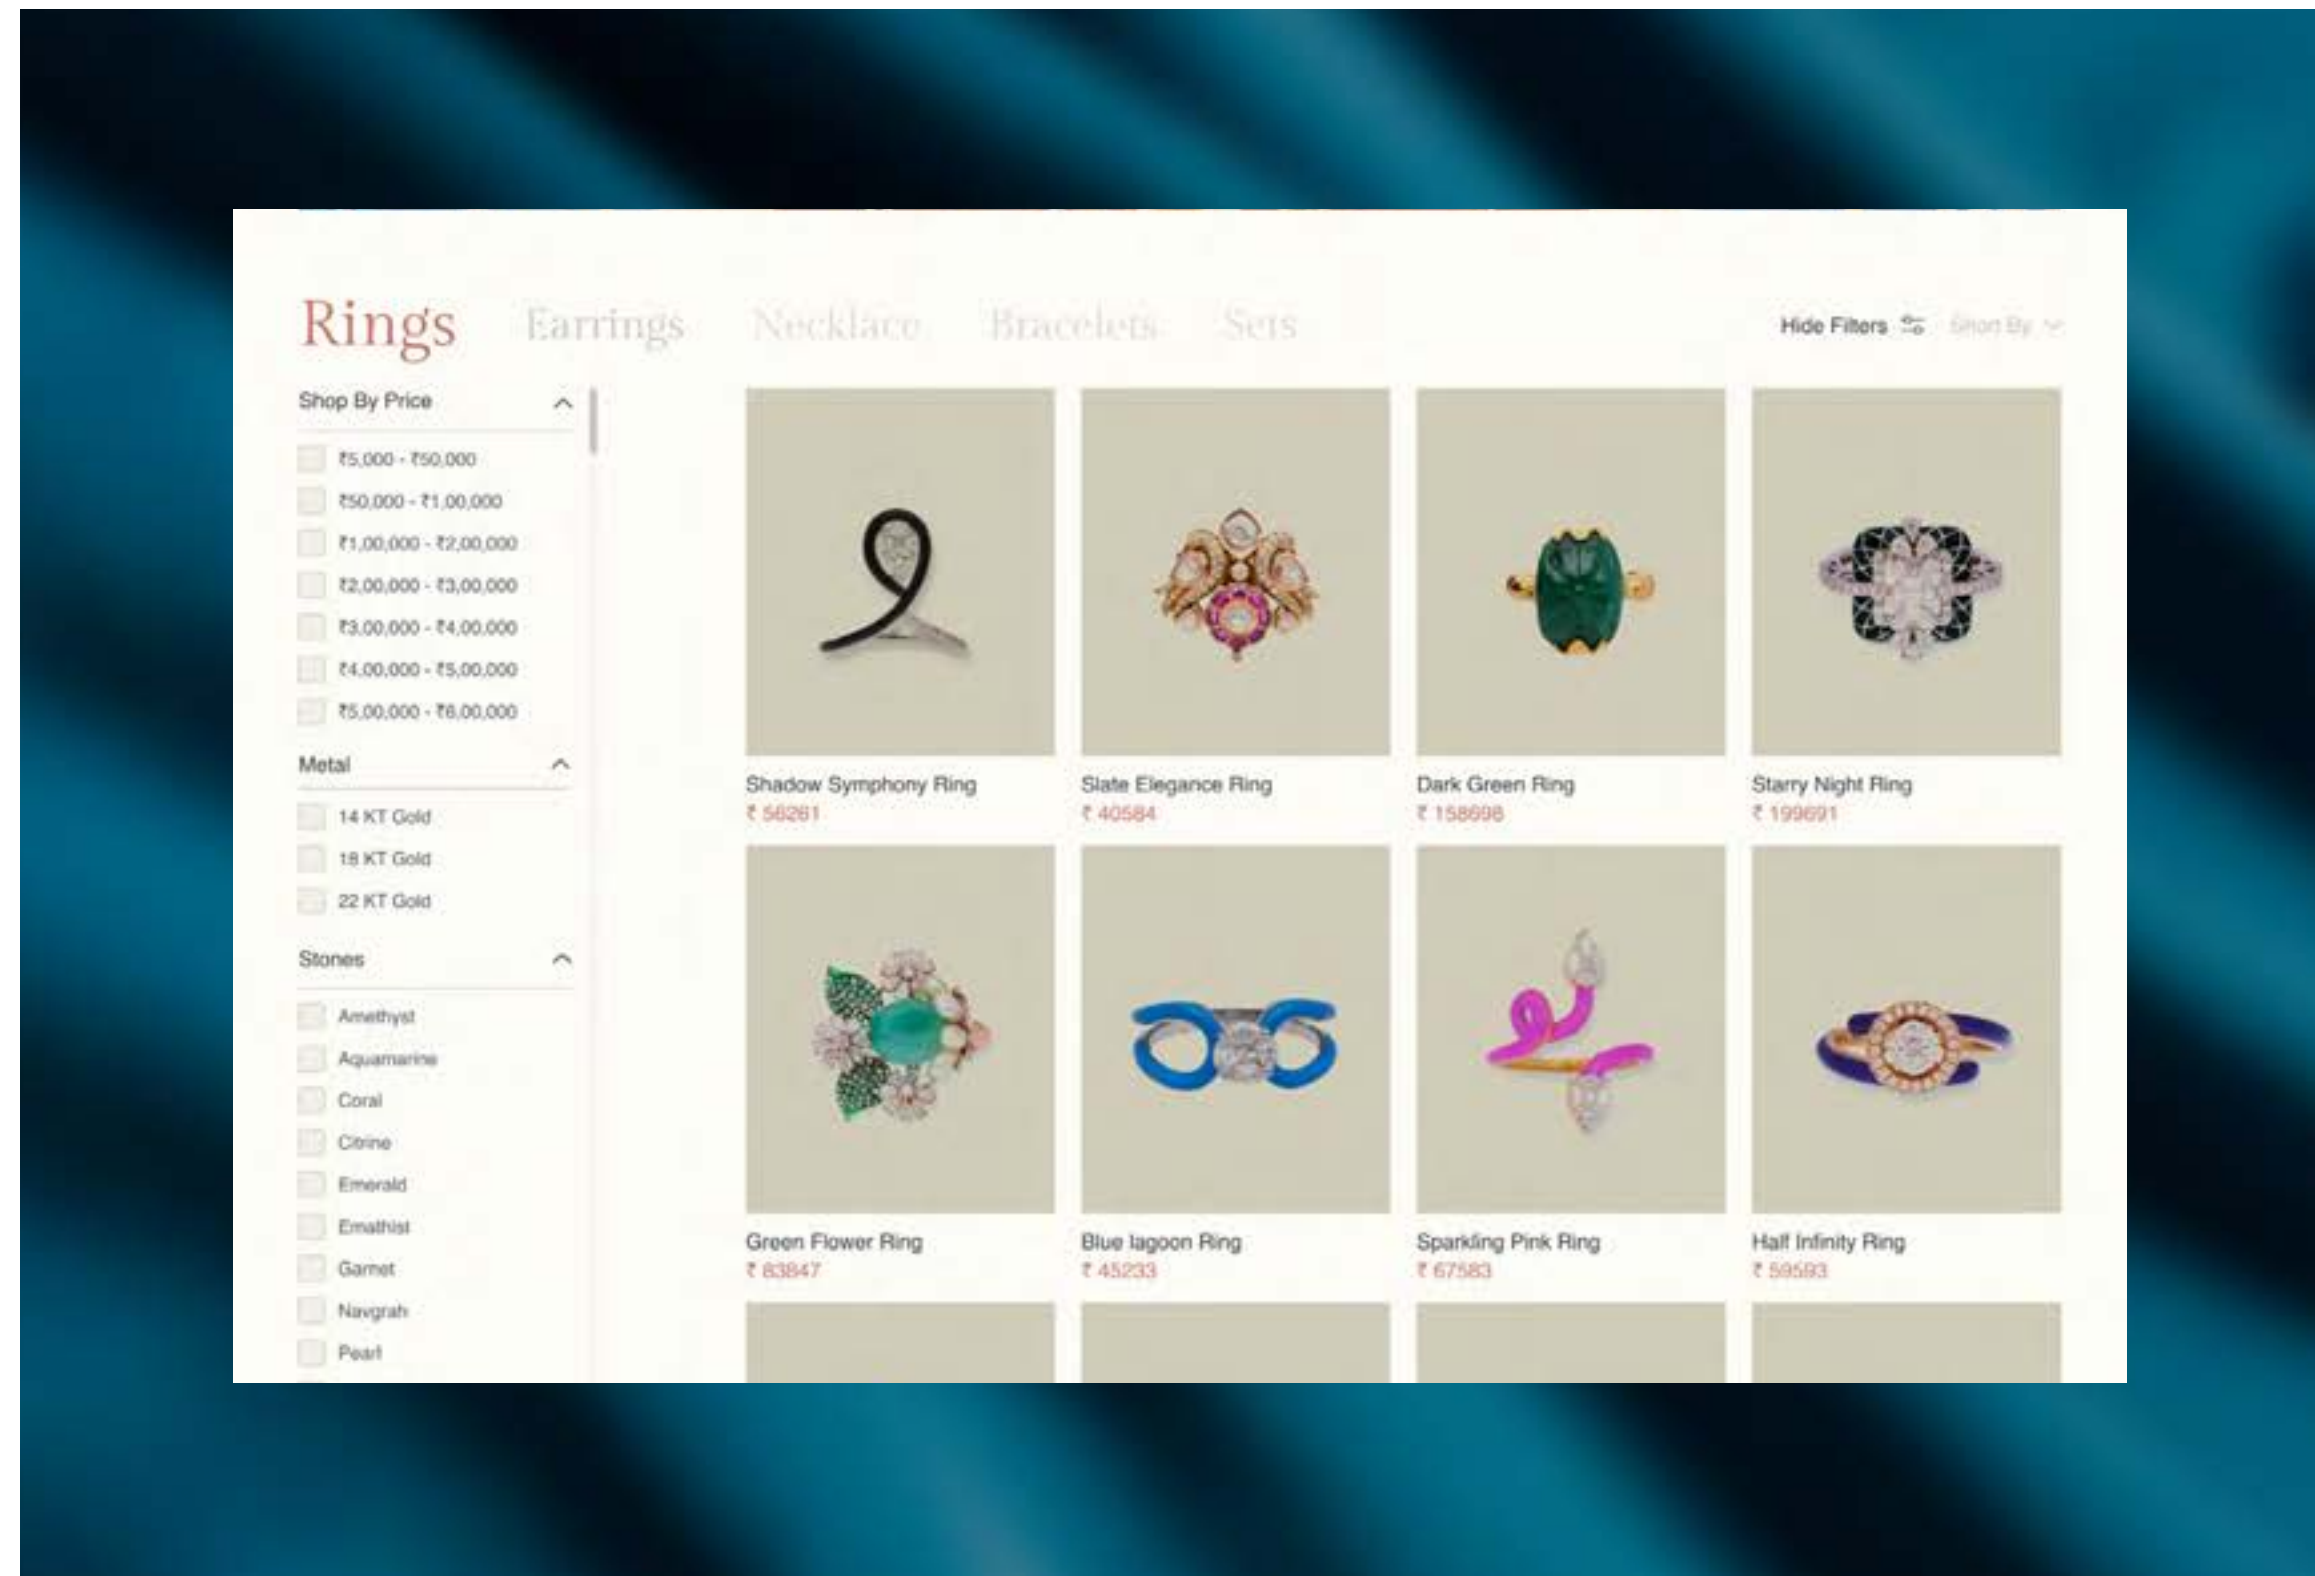 Rings Earrings Necklace Bracelets Sets Hide Filters Short By
Shop By Price
₹5,000 - ₹50,000
₹50,000 - ₹1,00,000
₹1,00,000 - ₹2,00,000
₹2,00,000 - ₹3,00,000
₹3,00,000 - ₹4,00,000
₹4,00,000 - ₹5,00,000
₹5,00,000 - ₹6,00,000
Metal
14 KT Gold
18 KT Gold
22 KT Gold
Stones
Amethyst
Aquamarine
Coral
Citrine
Emerald
Emathist
Garnet
Navgrah
Pearl
Shadow Symphony Ring
₹ 56261
Slate Elegance Ring
₹ 40584
Dark Green Ring
₹ 158698
Starry Night Ring
₹ 199691
Green Flower Ring
₹ 83847
Blue lagoon Ring
₹ 45233
Sparkling Pink Ring
₹ 67583
Half Infinity Ring
₹ 59593